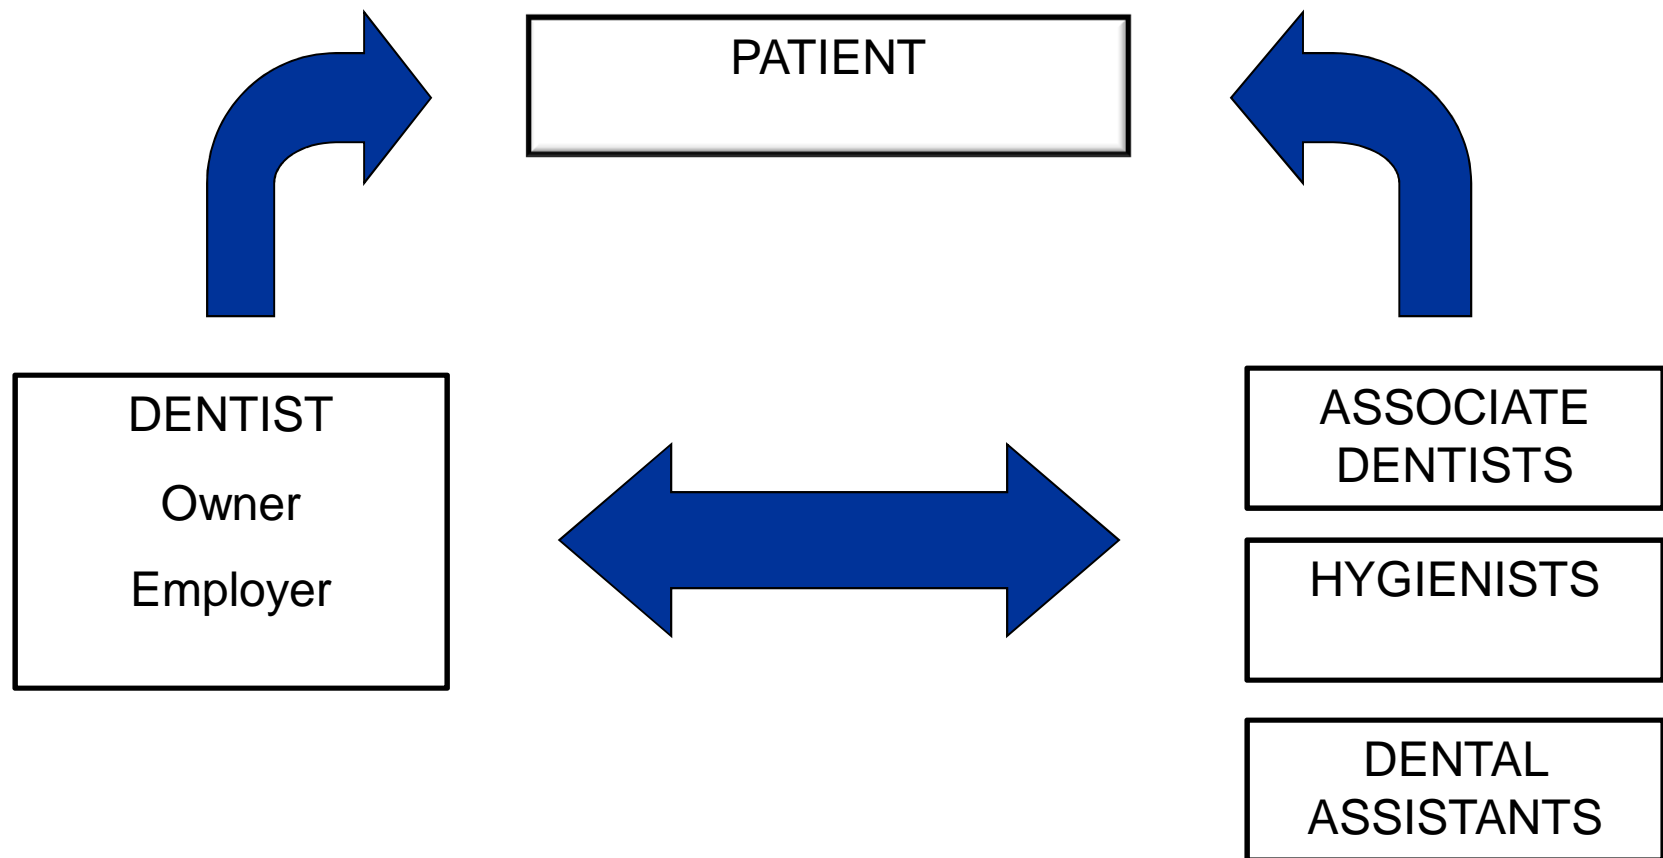 PATIENT
DENTIST
Owner
Employer
ASSOCIATE
DENTISTS
HYGIENISTS
DENTAL
ASSISTANTS